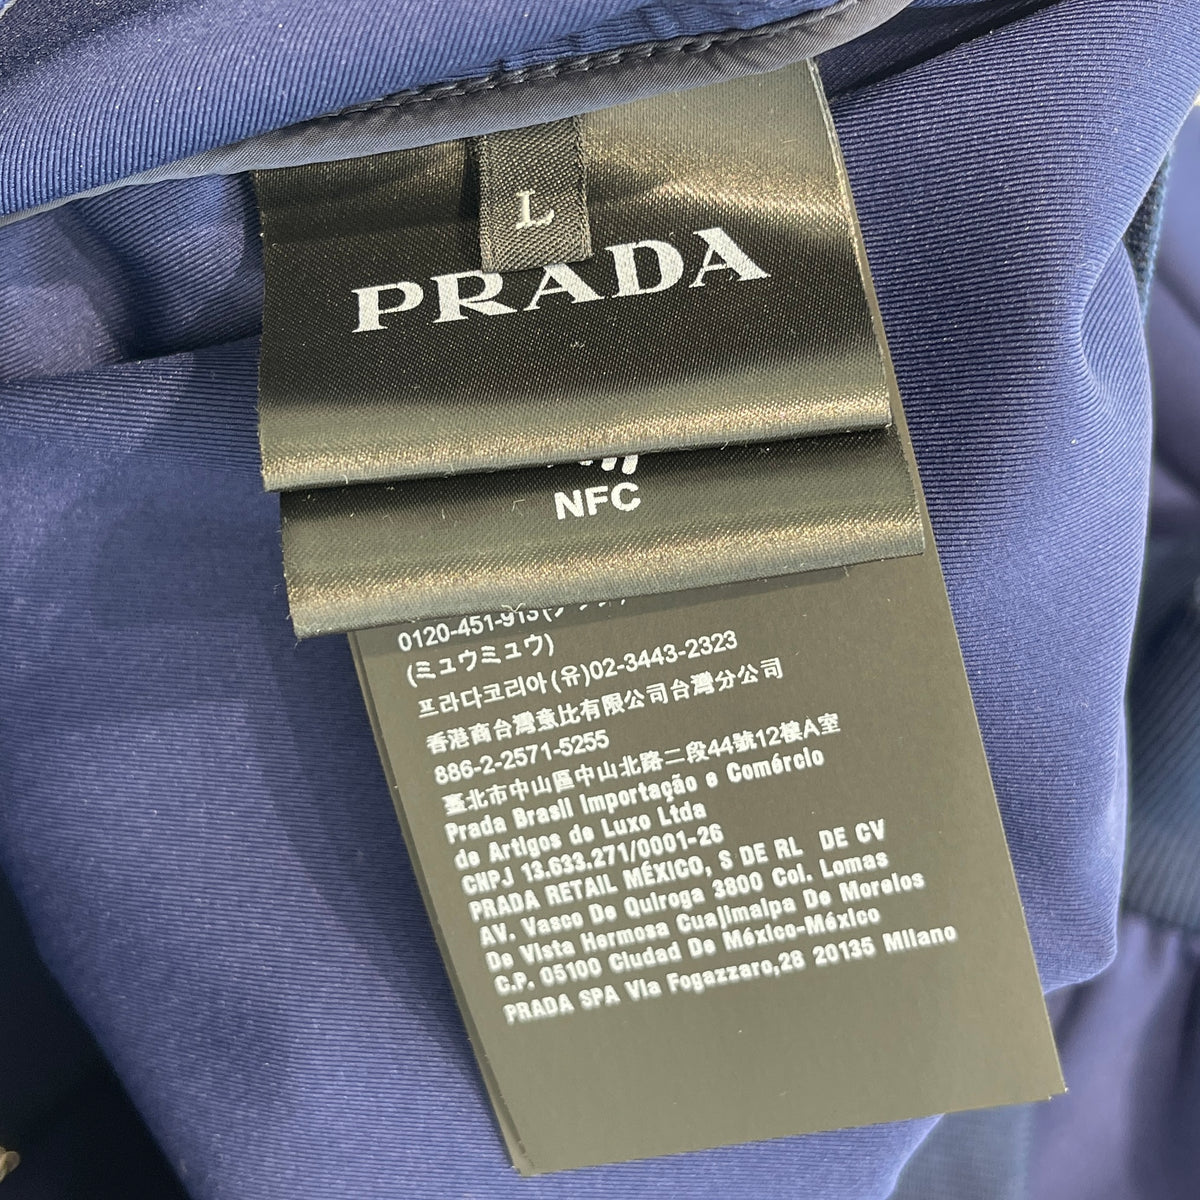 L
PRADA
NFC
0120-451-913(プラダ)
(ミュウミュウ)
프라다코리아(유)02-3443-2323
香港商台灣意比有限公司台灣分公司
886-2-2571-5255
臺北市中山區中山北路二段44號12樓A室
Prada Brasil Importação e Comércio
de Artigos de Luxo Ltda
CNPJ 13.633.271/0001-26
PRADA RETAIL MÉXICO, S DE RL DE CV
AV. Vasco De Quiroga 3800 Col. Lomas
De Vista Hermosa Cuajimalpa De Morelos
C.P. 05100 Ciudad De México-México
PRADA SPA Via Fogazzaro,28 20135 Milano